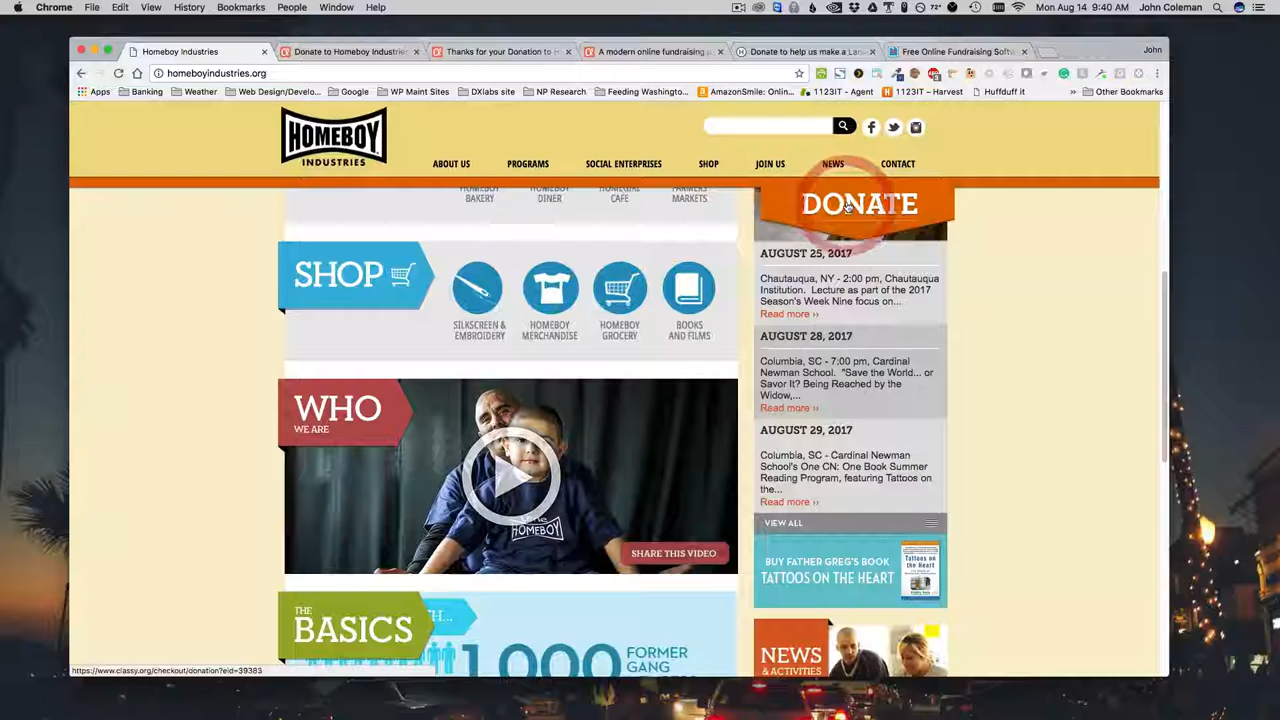 Chrome File Edit View History Bookmarks People Window Help
72° Mon Aug 14 9:40 AM John Coleman
Homeboy Industries
Donate to Homeboy Industries
Thanks for your Donation to H
A modern online fundraising p
Donate to help us make a Lan
Free Online Fundraising Softw
John
homeboyindustries.org
Apps Banking Weather Web Design/Develo... Google WP Maint Sites DXlabs site NP Research Feeding Washingto... AmazonSmile: Onlin... 1123IT - Agent 1123IT – Harvest Huffduff it » Other Bookmarks
HOMEBOY
INDUSTRIES
ABOUT US PROGRAMS SOCIAL ENTERPRISES SHOP JOIN US NEWS CONTACT
DONATE
HOMEBOY
BAKERY
HOMEBOY
DINER
HOMEGIRL
CAFE
FARMERS
MARKETS
SHOP
SILKSCREEN &
EMBROIDERY
HOMEBOY
MERCHANDISE
HOMEBOY
GROCERY
BOOKS
AND FILMS
WHO
WE ARE
HOMEBOY
SHARE THIS VIDEO
THE
BASICS
TH...
1,000
FORMER
GANG
AUGUST 25, 2017
Chautauqua, NY - 2:00 pm, Chautauqua
Institution. Lecture as part of the 2017
Season's Week Nine focus on...
Read more ››
AUGUST 28, 2017
Columbia, SC - 7:00 pm, Cardinal
Newman School. "Save the World... or
Savor It? Being Reached by the
Widow,...
Read more ››
AUGUST 29, 2017
Columbia, SC - Cardinal Newman
School's One CN: One Book Summer
Reading Program, featuring Tattoos on
the...
Read more ››
VIEW ALL
BUY FATHER GREG'S BOOK
TATTOOS ON THE HEART
Tattoos
on the
Heart
NEWS
& ACTIVITIES
https://www.classy.org/checkout/donation?eid=39383